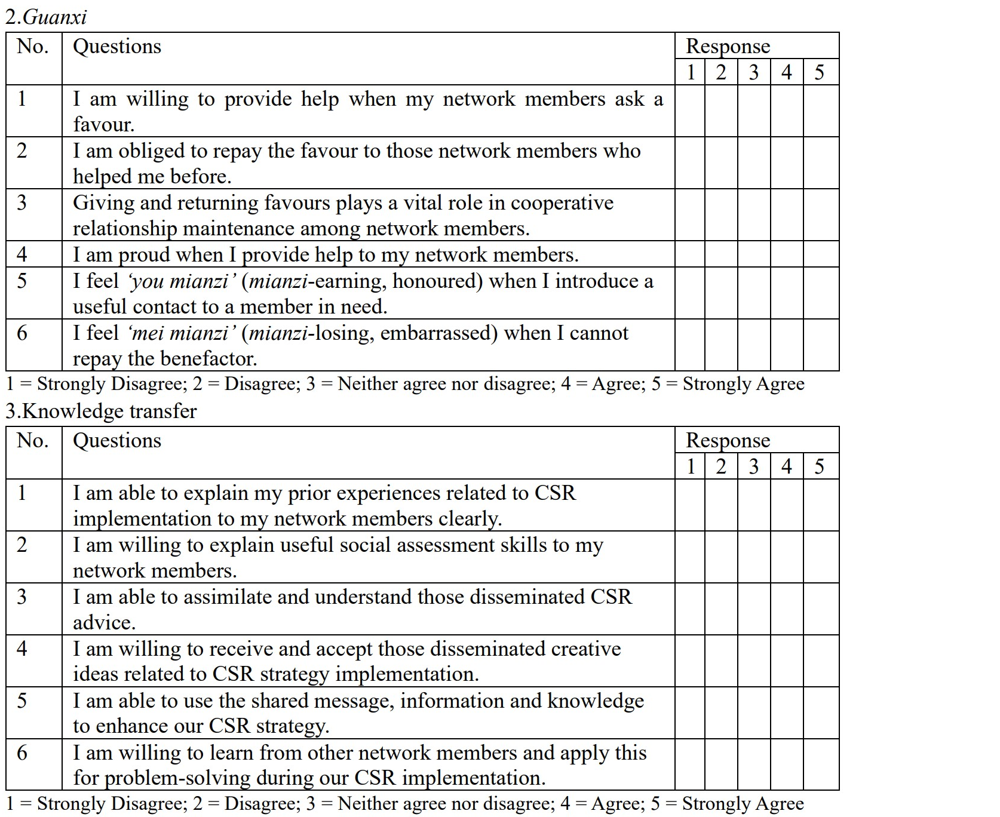 2.Guanxi
No. Questions Response
1 2 3 4 5
1 I am willing to provide help when my network members ask a
favour.
2 I am obliged to repay the favour to those network members who
helped me before.
3 Giving and returning favours plays a vital role in cooperative
relationship maintenance among network members.
4 I am proud when I provide help to my network members.
5 I feel ‘you mianzi’ (mianzi-earning, honoured) when I introduce a
useful contact to a member in need.
6 I feel ‘mei mianzi’ (mianzi-losing, embarrassed) when I cannot
repay the benefactor.
1 = Strongly Disagree; 2 = Disagree; 3 = Neither agree nor disagree; 4 = Agree; 5 = Strongly Agree
3.Knowledge transfer
No. Questions Response
1 2 3 4 5
1 I am able to explain my prior experiences related to CSR
implementation to my network members clearly.
2 I am willing to explain useful social assessment skills to my
network members.
3 I am able to assimilate and understand those disseminated CSR
advice.
4 I am willing to receive and accept those disseminated creative
ideas related to CSR strategy implementation.
5 I am able to use the shared message, information and knowledge
to enhance our CSR strategy.
6 I am willing to learn from other network members and apply this
for problem-solving during our CSR implementation.
1 = Strongly Disagree; 2 = Disagree; 3 = Neither agree nor disagree; 4 = Agree; 5 = Strongly Agree